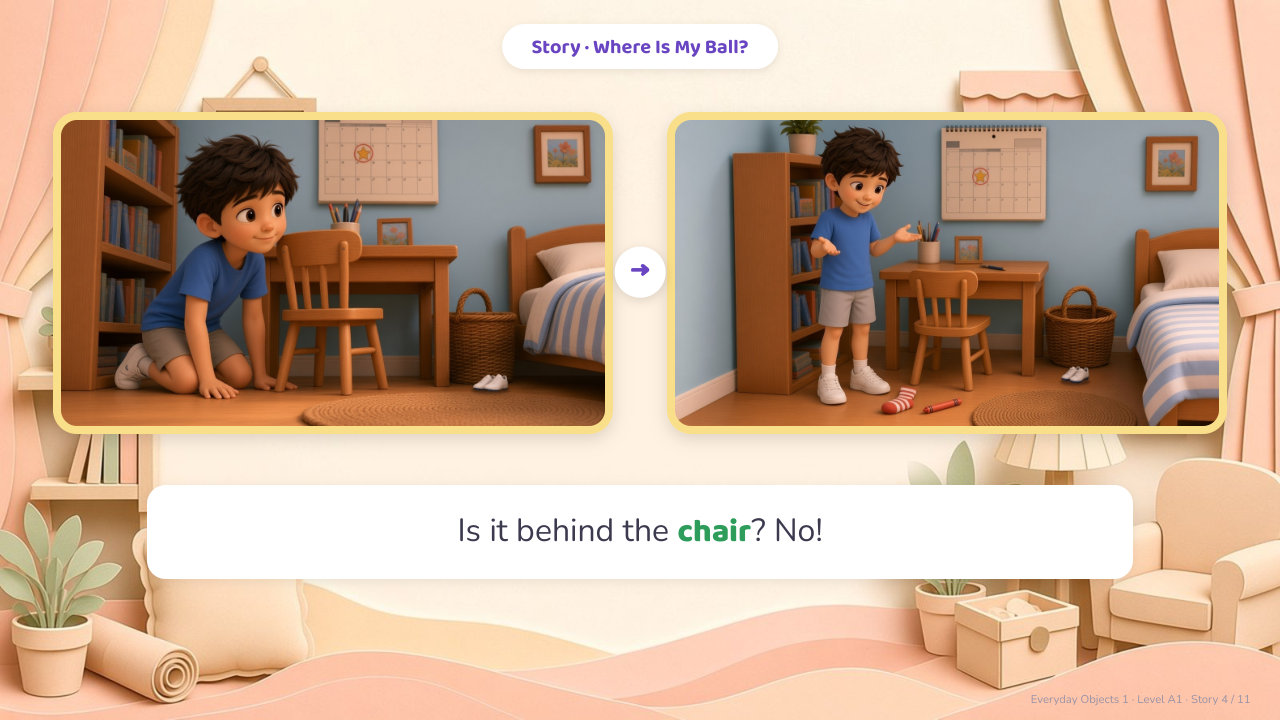 Story · Where Is My Ball?
➜
Is it behind the chair? No!
Everyday Objects 1 · Level A1 · Story 4 / 11